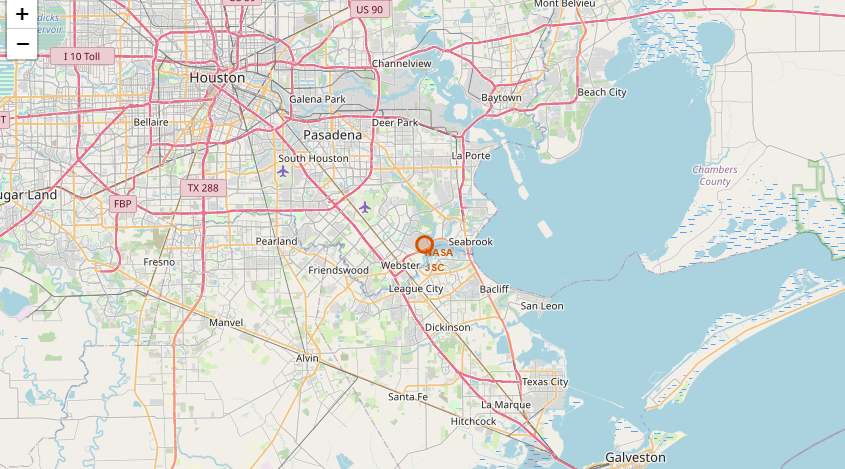 +
−
US 90
Mont Belvieu
I 10 Toll
Houston
Channelview
Galena Park
Baytown
Beach City
Bellaire
Deer Park
Pasadena
South Houston
La Porte
Chambers
County
ugar Land
TX 288
FBP
Pearland
Seabrook
NASA
JSC
Fresno
Friendswood
Webster
League City
Bacliff
San Leon
Manvel
Dickinson
Alvin
Texas City
Santa Fe
La Marque
Hitchcock
Galveston